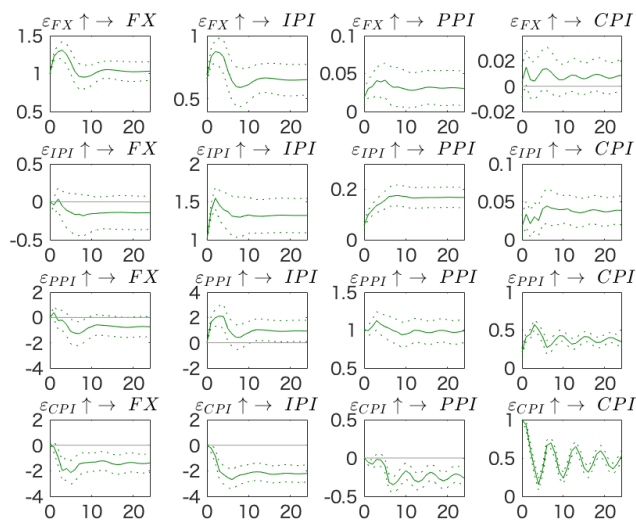 ε_FX ↑ → FX ε_FX ↑ → IPI ε_FX ↑ → PPI ε_FX ↑ → CPI
1.5 1 0.1
1 0.05 0.02
0.5 0.5 0 0
-0.02
0 10 20 0 10 20 0 10 20 0 10 20
ε_IPI ↑ → FX ε_IPI ↑ → IPI ε_IPI ↑ → PPI ε_IPI ↑ → CPI
0.5 2 0.1
0 1.5 0.2 0.05
-0.5 1 0 0
0 10 20 0 10 20 0 10 20 0 10 20
ε_PPI ↑ → FX ε_PPI ↑ → IPI ε_PPI ↑ → PPI ε_PPI ↑ → CPI
2 4 1.5 1
0 2 1 0.5
-2 0
-4 -2 0.5 0
0 10 20 0 10 20 0 10 20 0 10 20
ε_CPI ↑ → FX ε_CPI ↑ → IPI ε_CPI ↑ → PPI ε_CPI ↑ → CPI
2 2 0.5 1
0 0 0 0.5
-2 -2
-4 -4 -0.5 0
0 10 20 0 10 20 0 10 20 0 10 20